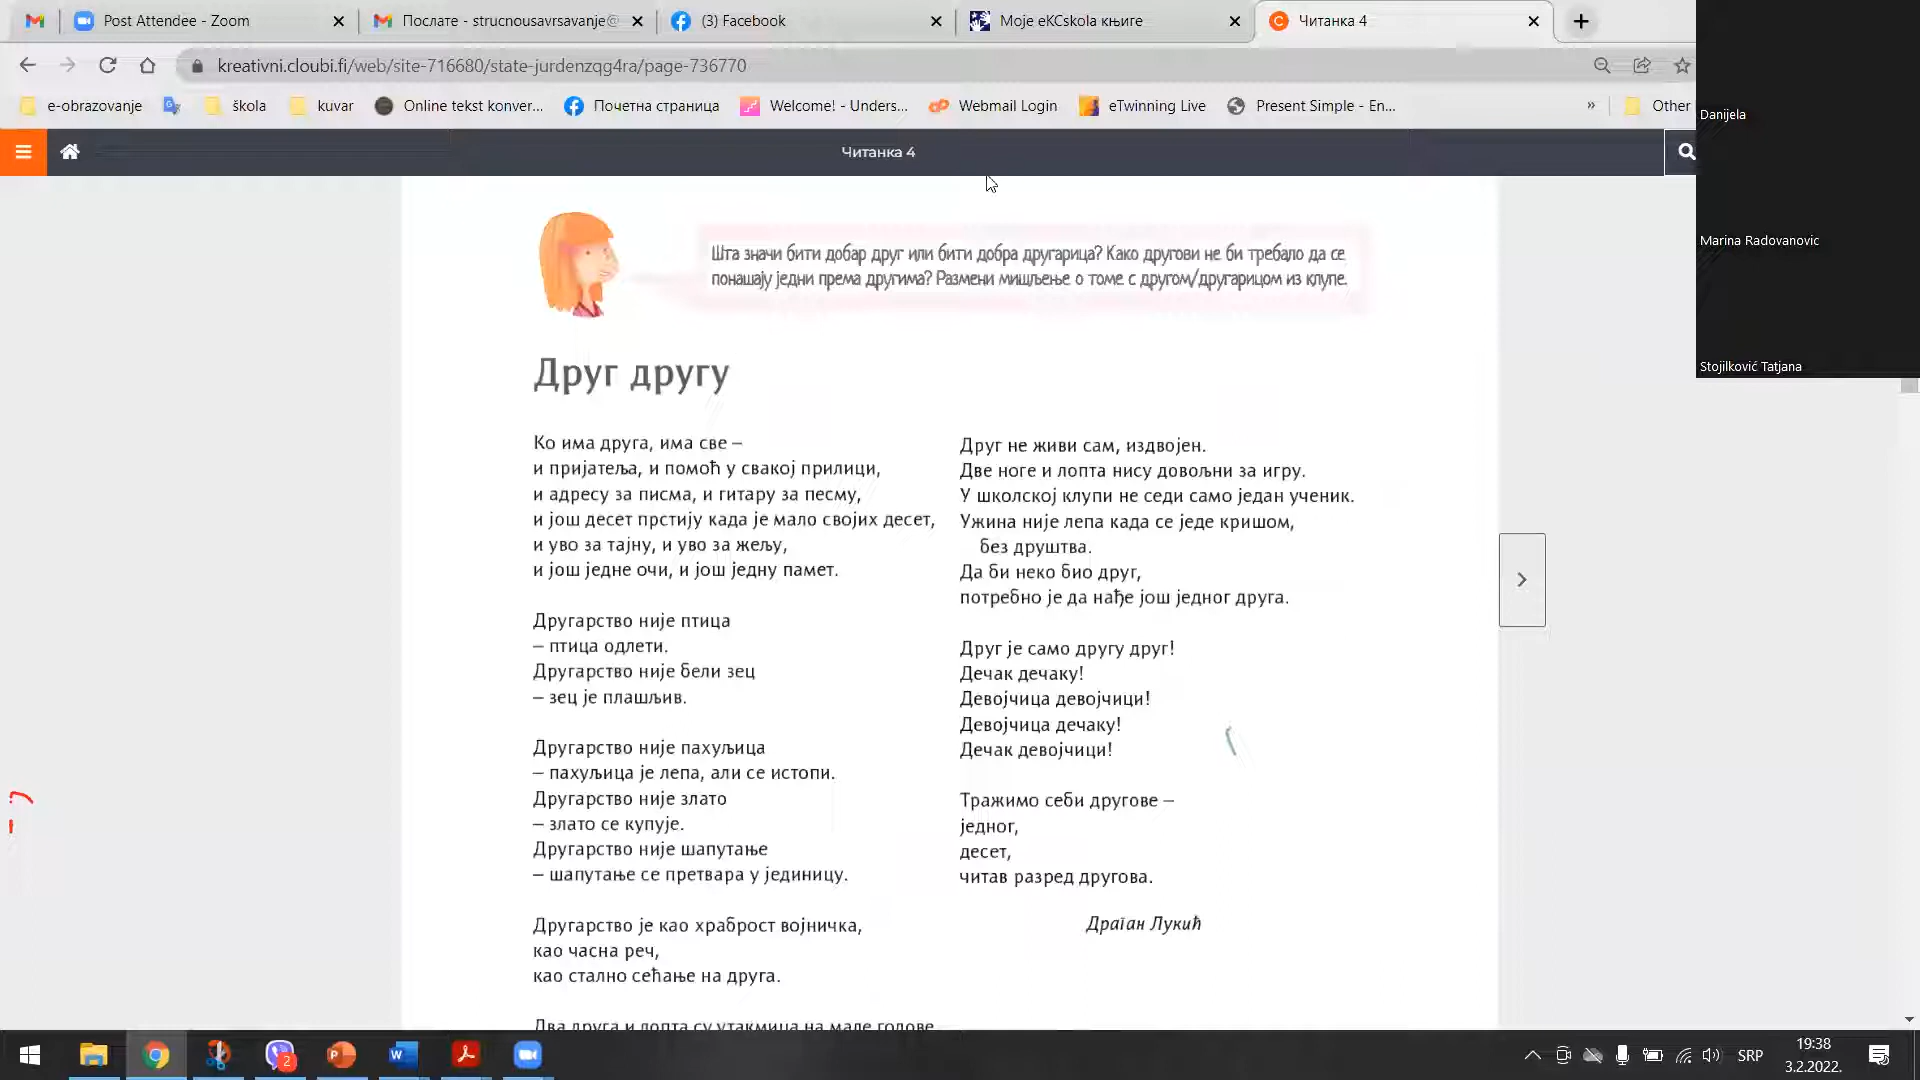 Post Attendee - Zoom
Послате - strucnousavrsavanje@
(3) Facebook
Моје eKCskola књиге
Читанка 4
kreativni.cloubi.fi/web/site-716680/state-jurdenzqg4ra/page-736770
e-obrazovanje
škola
kuvar
Online tekst konver...
Почетна страница
Welcome! - Unders...
Webmail Login
eTwinning Live
Present Simple - En...
»
Other
Danijela
Marina Radovanovic
Stojilković Tatjana
Читанка 4
Шта значи бити добар друг или бити добра другарица? Како другови не би требало да се
понашају једни према другима? Размени мишљење о томе с другом/другарицом из клупе.
Друг другу
Ко има друга, има све –
и пријатеља, и помоћ у свакој прилици,
и адресу за писма, и гитару за песму,
и још десет прстију када је мало својих десет,
и уво за тајну, и уво за жељу,
и још једне очи, и још једну памет.
Другарство није птица
– птица одлети.
Другарство није бели зец
– зец је плашљив.
Другарство није пахуљица
– пахуљица је лепа, али се истопи.
Другарство није злато
– злато се купује.
Другарство није шапутање
– шапутање се претвара у јединицу.
Другарство је као храброст војничка,
као часна реч,
као стално сећање на друга.
Два друга и лопта су утакмица на мале голове.
Друг не живи сам, издвојен.
Две ноге и лопта нису довољни за игру.
У школској клупи не седи само један ученик.
Ужина није лепа када се једе кришом,
без друштва.
Да би неко био друг,
потребно је да нађе још једног друга.
Друг је само другу друг!
Дечак дечаку!
Девојчица девојчици!
Девојчица дечаку!
Дечак девојчици!
Тражимо себи другове –
једног,
десет,
читав разред другова.
Драган Лукић
2
SRP
19:38
3.2.2022.